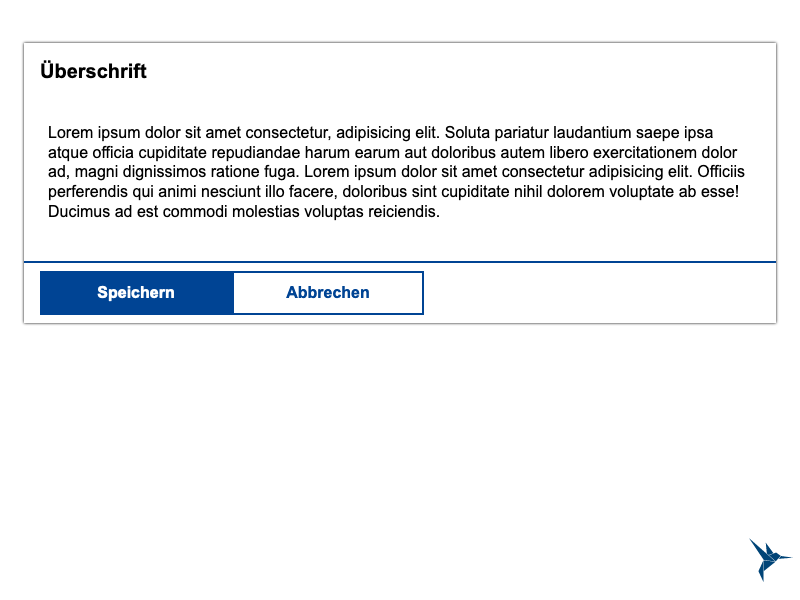 Überschrift
Lorem ipsum dolor sit amet consectetur, adipisicing elit. Soluta pariatur laudantium saepe ipsa
atque officia cupiditate repudiandae harum earum aut doloribus autem libero exercitationem dolor
ad, magni dignissimos ratione fuga. Lorem ipsum dolor sit amet consectetur adipisicing elit. Officiis
perferendis qui animi nesciunt illo facere, doloribus sint cupiditate nihil dolorem voluptate ab esse!
Ducimus ad est commodi molestias voluptas reiciendis.
Speichern
Abbrechen